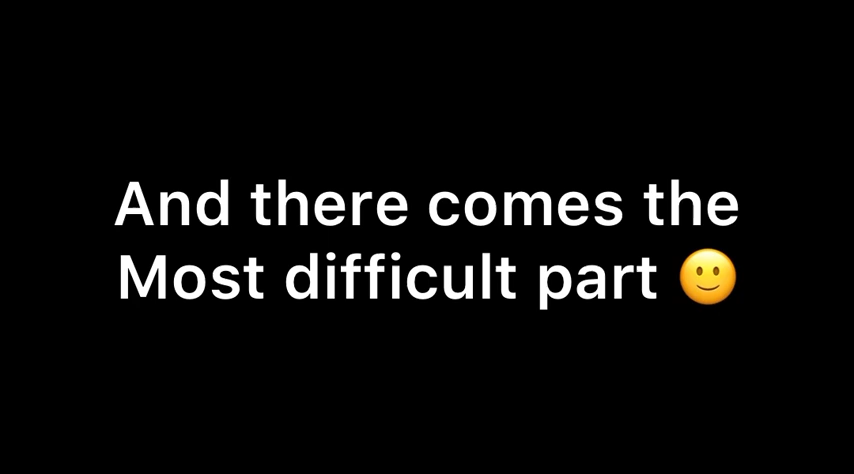 And there comes the
Most difficult part 🙂